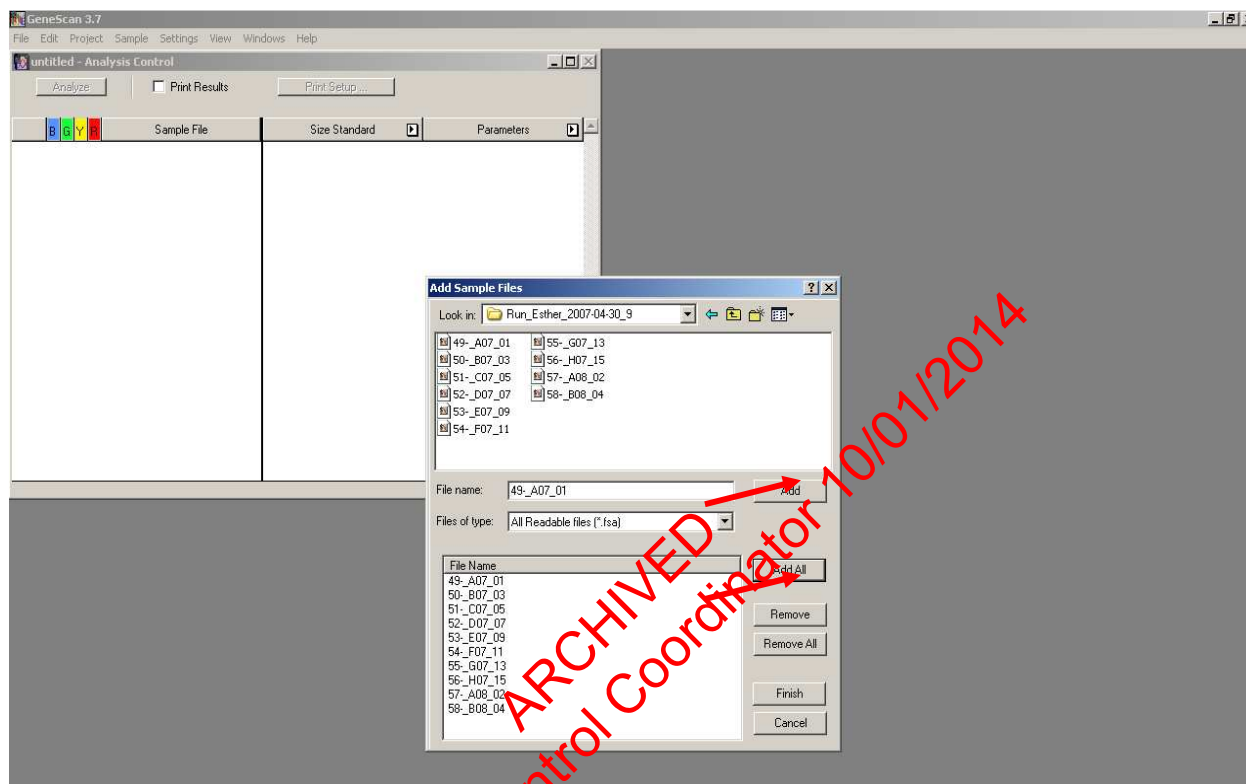 GeneScan 3.7
File Edit Project Sample Settings View Windows Help
untitled - Analysis Control
Analyze Print Results Print Setup ...
B G Y R Sample File Size Standard Parameters
Add Sample Files
Look in: Run_Esther_2007-04-30_9
49-_A07_01 55-_G07_13
50-_B07_03 56-_H07_15
51-_C07_05 57-_A08_02
52-_D07_07 58-_B08_04
53-_E07_09
54-_F07_11
File name: 49-_A07_01 Add
Files of type: All Readable files (*.fsa)
File Name Add All
49-_A07_01
50-_B07_03
51-_C07_05
52-_D07_07
53-_E07_09
54-_F07_11
55-_G07_13
56-_H07_15
57-_A08_02
58-_B08_04
Remove
Remove All
Finish
Cancel
ARCHIVED
Coordinator 10/01/2014